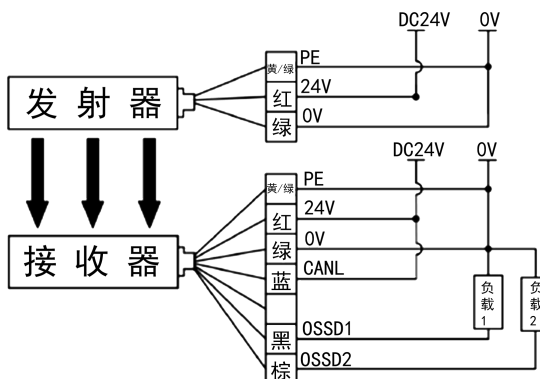 DC24V 0V
黄/绿 PE
发射器 红 24V
绿 0V
DC24V 0V
黄/绿 PE
红 24V
绿 0V
接收器 蓝 CANL
负载1 负载2
黑 OSSD1
棕 OSSD2